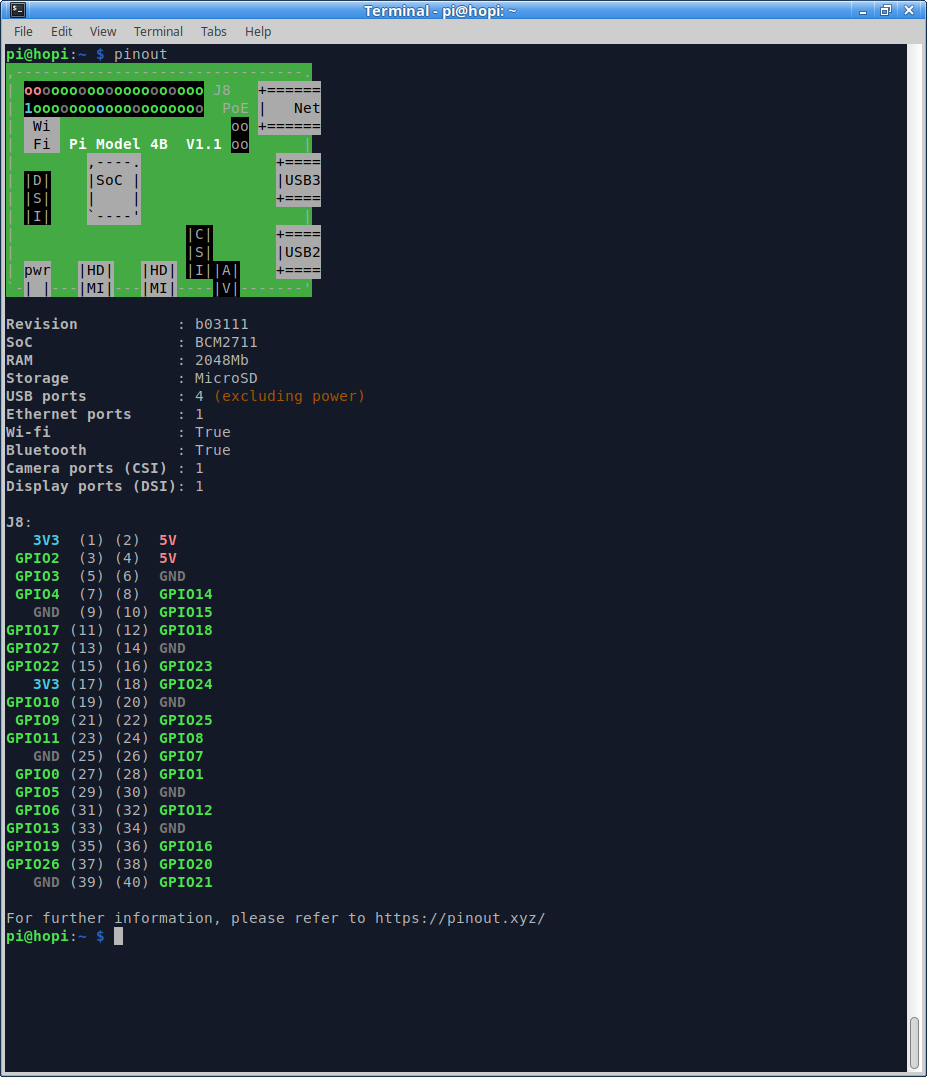 Terminal - pi@hopi: ~
File Edit View Terminal Tabs Help
pi@hopi:~ $ pinout
,--------------------------------.
| oooooooooooooooooooo J8   +======
| 1ooooooooooooooooooo  PoE |   Net
|  Wi                    oo +======
|  Fi  Pi Model 4B  V1.1 oo      |
|        ,----.               +====
| |D|    |SoC |               |USB3
| |S|    |    |               +====
| |I|    `----'                  |
|                   |C|       +====
|                   |S|       |USB2
| pwr   |HD|   |HD| |I||A|    +====
`-| |---|MI|---|MI|----|V|-------'
Revision           : b03111
SoC                : BCM2711
RAM                : 2048Mb
Storage            : MicroSD
USB ports          : 4 (excluding power)
Ethernet ports     : 1
Wi-fi              : True
Bluetooth          : True
Camera ports (CSI) : 1
Display ports (DSI): 1
J8:
   3V3  (1) (2)  5V
 GPIO2  (3) (4)  5V
 GPIO3  (5) (6)  GND
 GPIO4  (7) (8)  GPIO14
   GND  (9) (10) GPIO15
GPIO17 (11) (12) GPIO18
GPIO27 (13) (14) GND
GPIO22 (15) (16) GPIO23
   3V3 (17) (18) GPIO24
GPIO10 (19) (20) GND
 GPIO9 (21) (22) GPIO25
GPIO11 (23) (24) GPIO8
   GND (25) (26) GPIO7
 GPIO0 (27) (28) GPIO1
 GPIO5 (29) (30) GND
 GPIO6 (31) (32) GPIO12
GPIO13 (33) (34) GND
GPIO19 (35) (36) GPIO16
GPIO26 (37) (38) GPIO20
   GND (39) (40) GPIO21
For further information, please refer to https://pinout.xyz/
pi@hopi:~ $